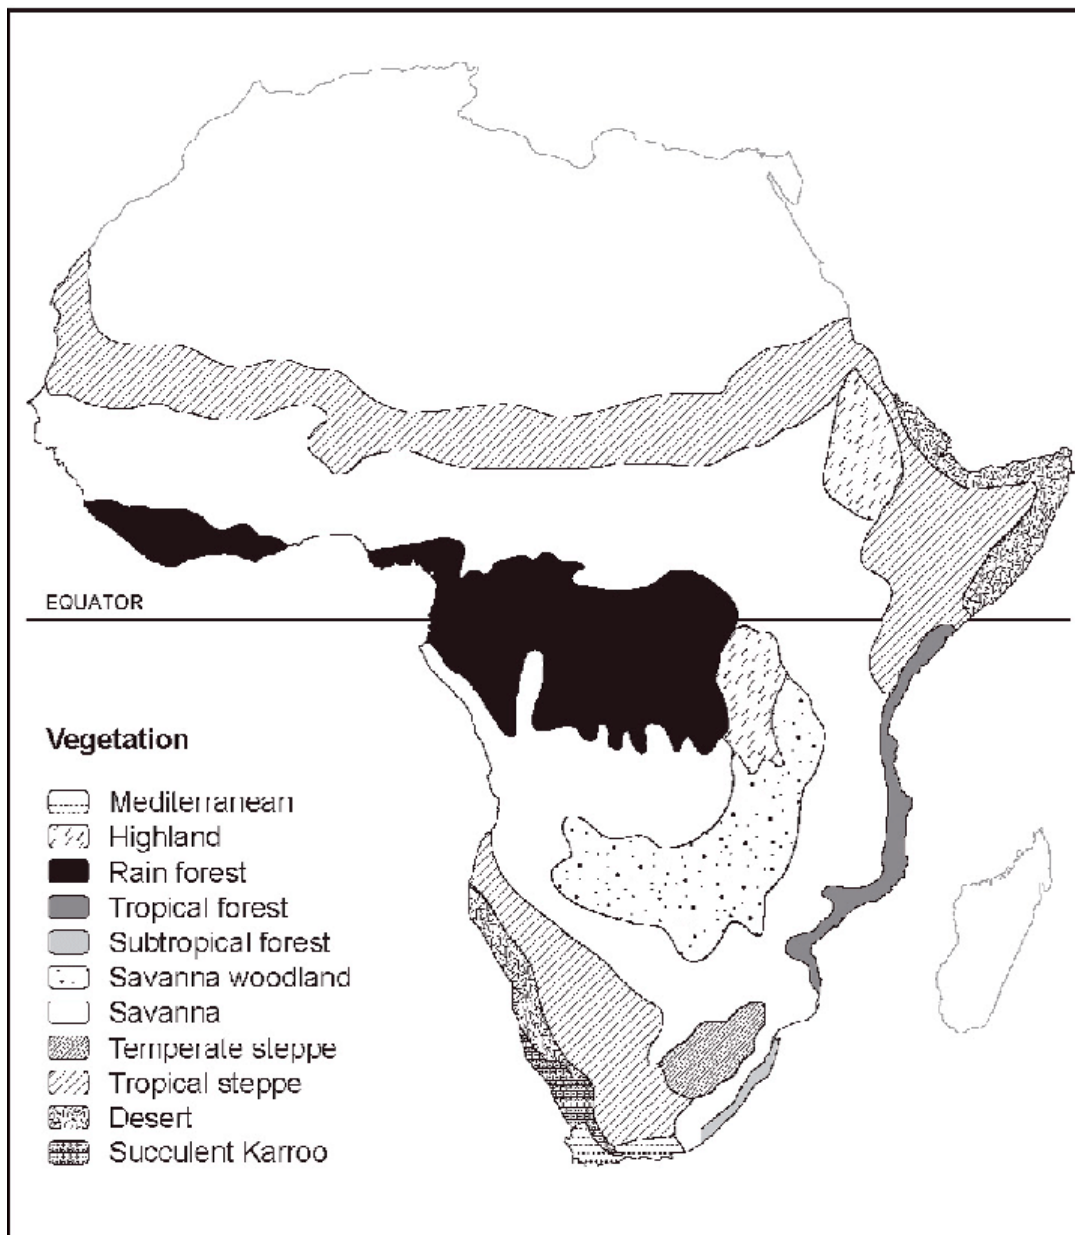 EQUATOR
Vegetation
Mediterranean
Highland
Rain forest
Tropical forest
Subtropical forest
Savanna woodland
Savanna
Temperate steppe
Tropical steppe
Desert
Succulent Karroo